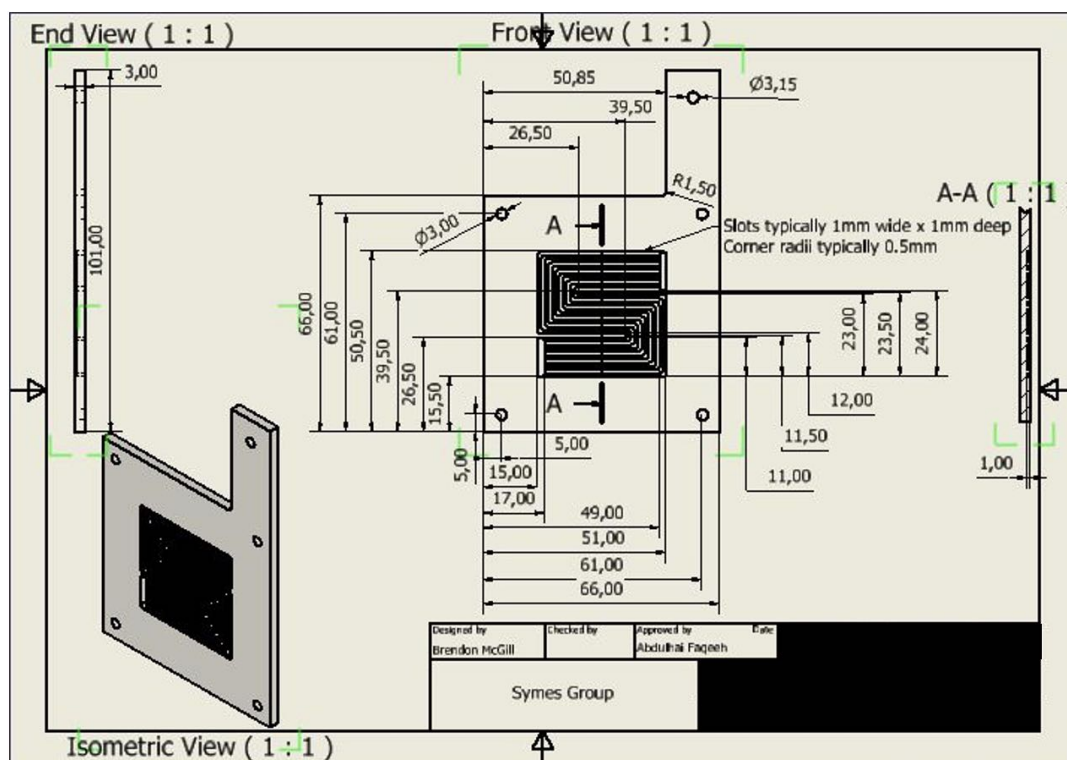 End View ( 1 : 1 )
Front View ( 1 : 1 )
3,00
50,85
Ø3,15
39,50
26,50
R1,50
A-A ( 1 : 1 )
Ø3,00
A
Slots typically 1mm wide x 1mm deep
Corner radii typically 0.5mm
101,00
66,00
61,00
50,50
39,50
26,50
15,50
23,00
23,50
24,00
A
12,00
5,00
5,00
11,50
15,00
11,00
1,00
17,00
49,00
51,00
61,00
66,00
Designed by
Checked by
Approved by
Date
Brendon McGill
Abdulhai Faqeeh
Symes Group
Isometric View ( 1 : 1 )